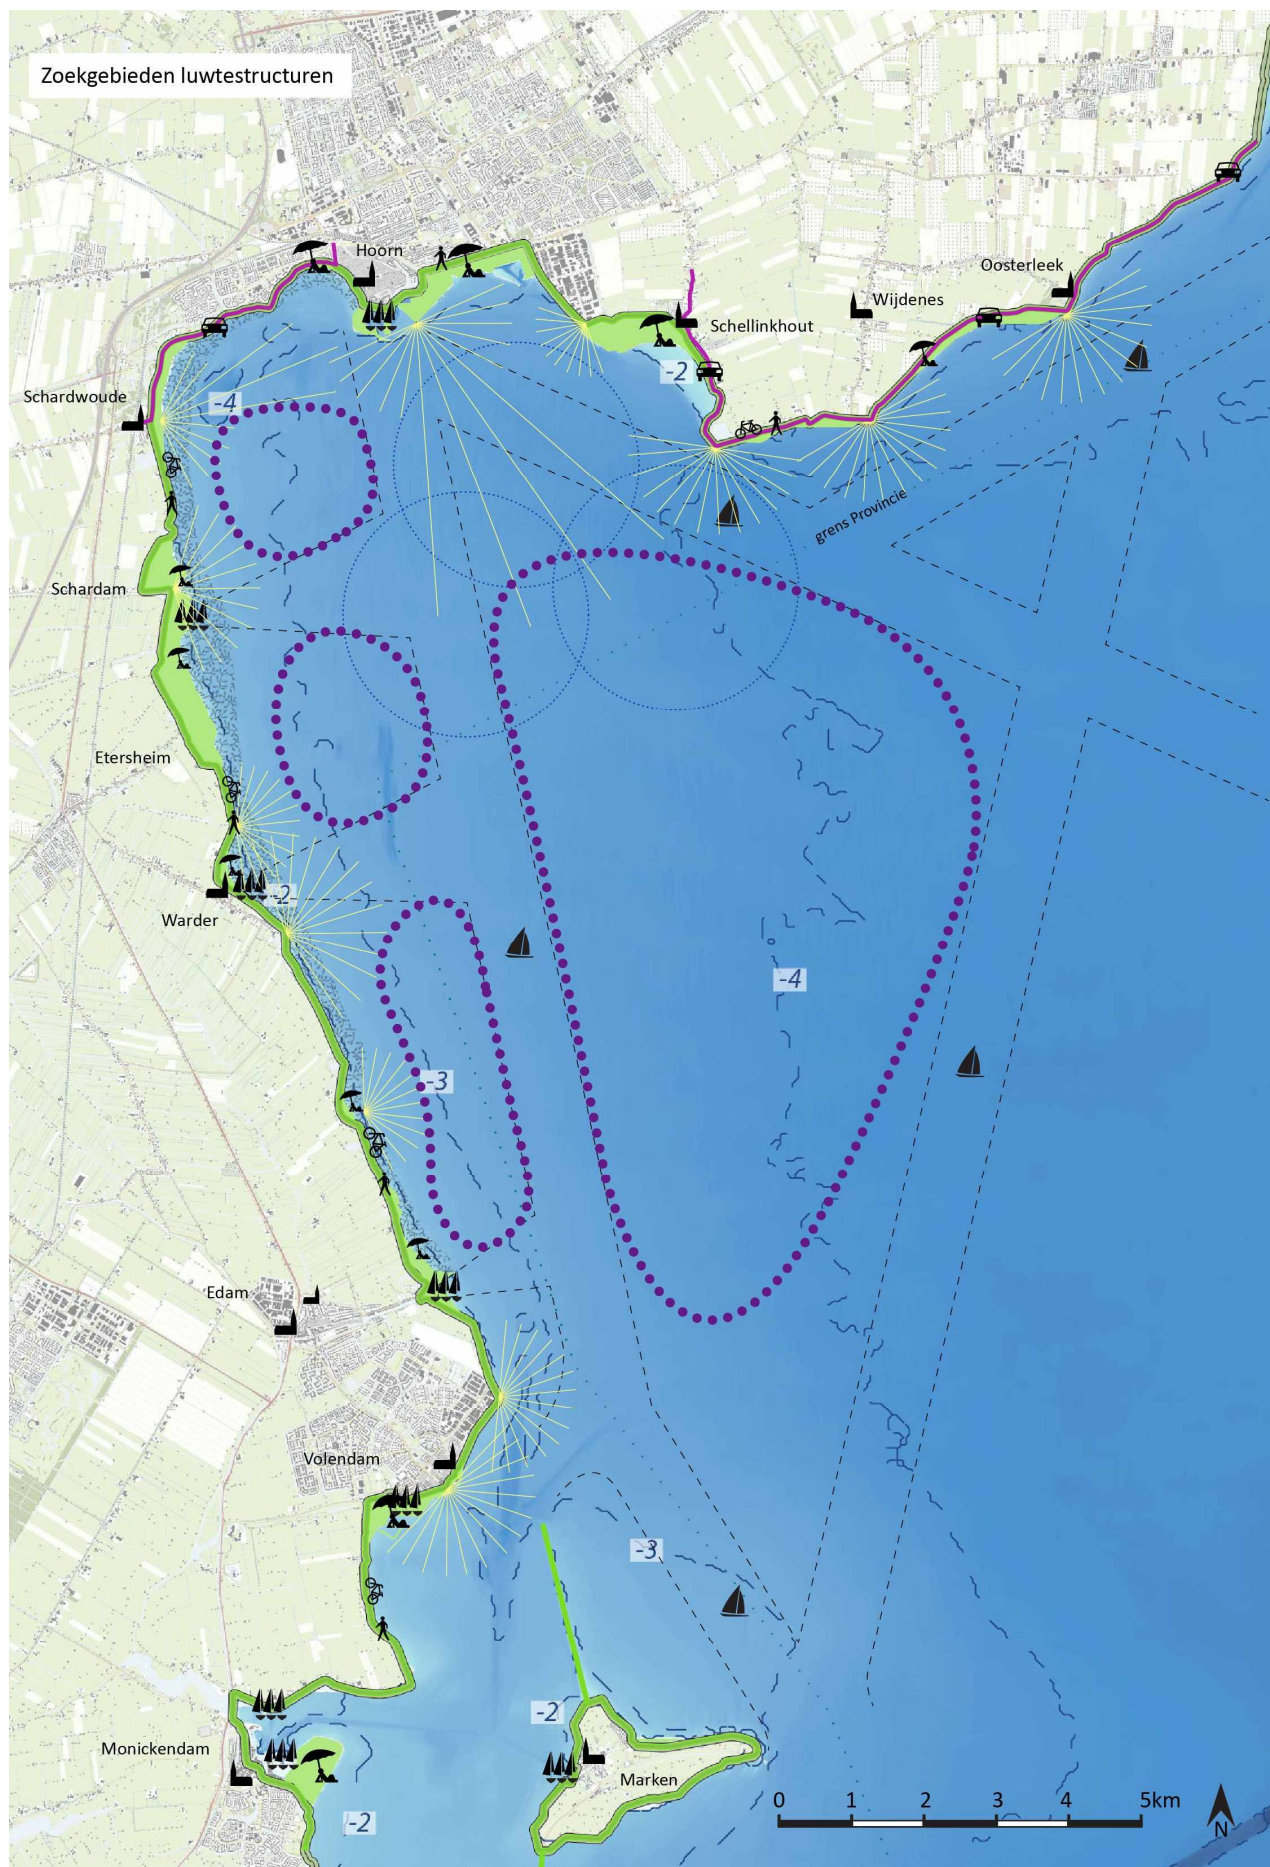 Zoekgebieden luwtestructuren
Hoorn
Oosterleek
Wijdenes
Schellinkhout
-2
Schardwoude
-4
grens Provincie
Schardam
Etersheim
-2
Warder
-4
-3
Edam
Volendam
-3
-2
Monickendam
Marken
0 1 2 3 4 5km
-2
N